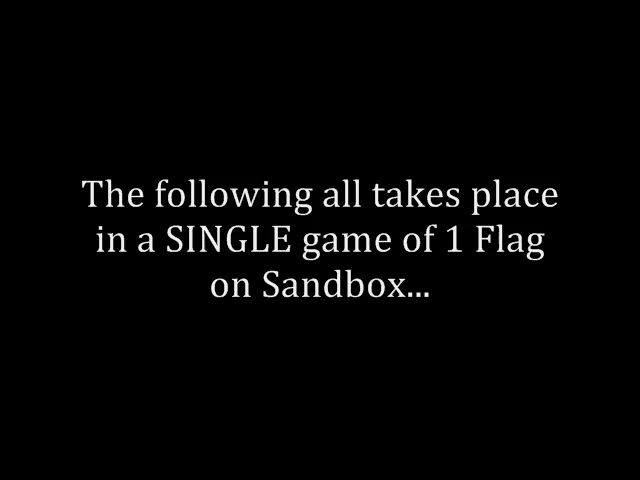 The following all takes place
in a SINGLE game of 1 Flag
on Sandbox...